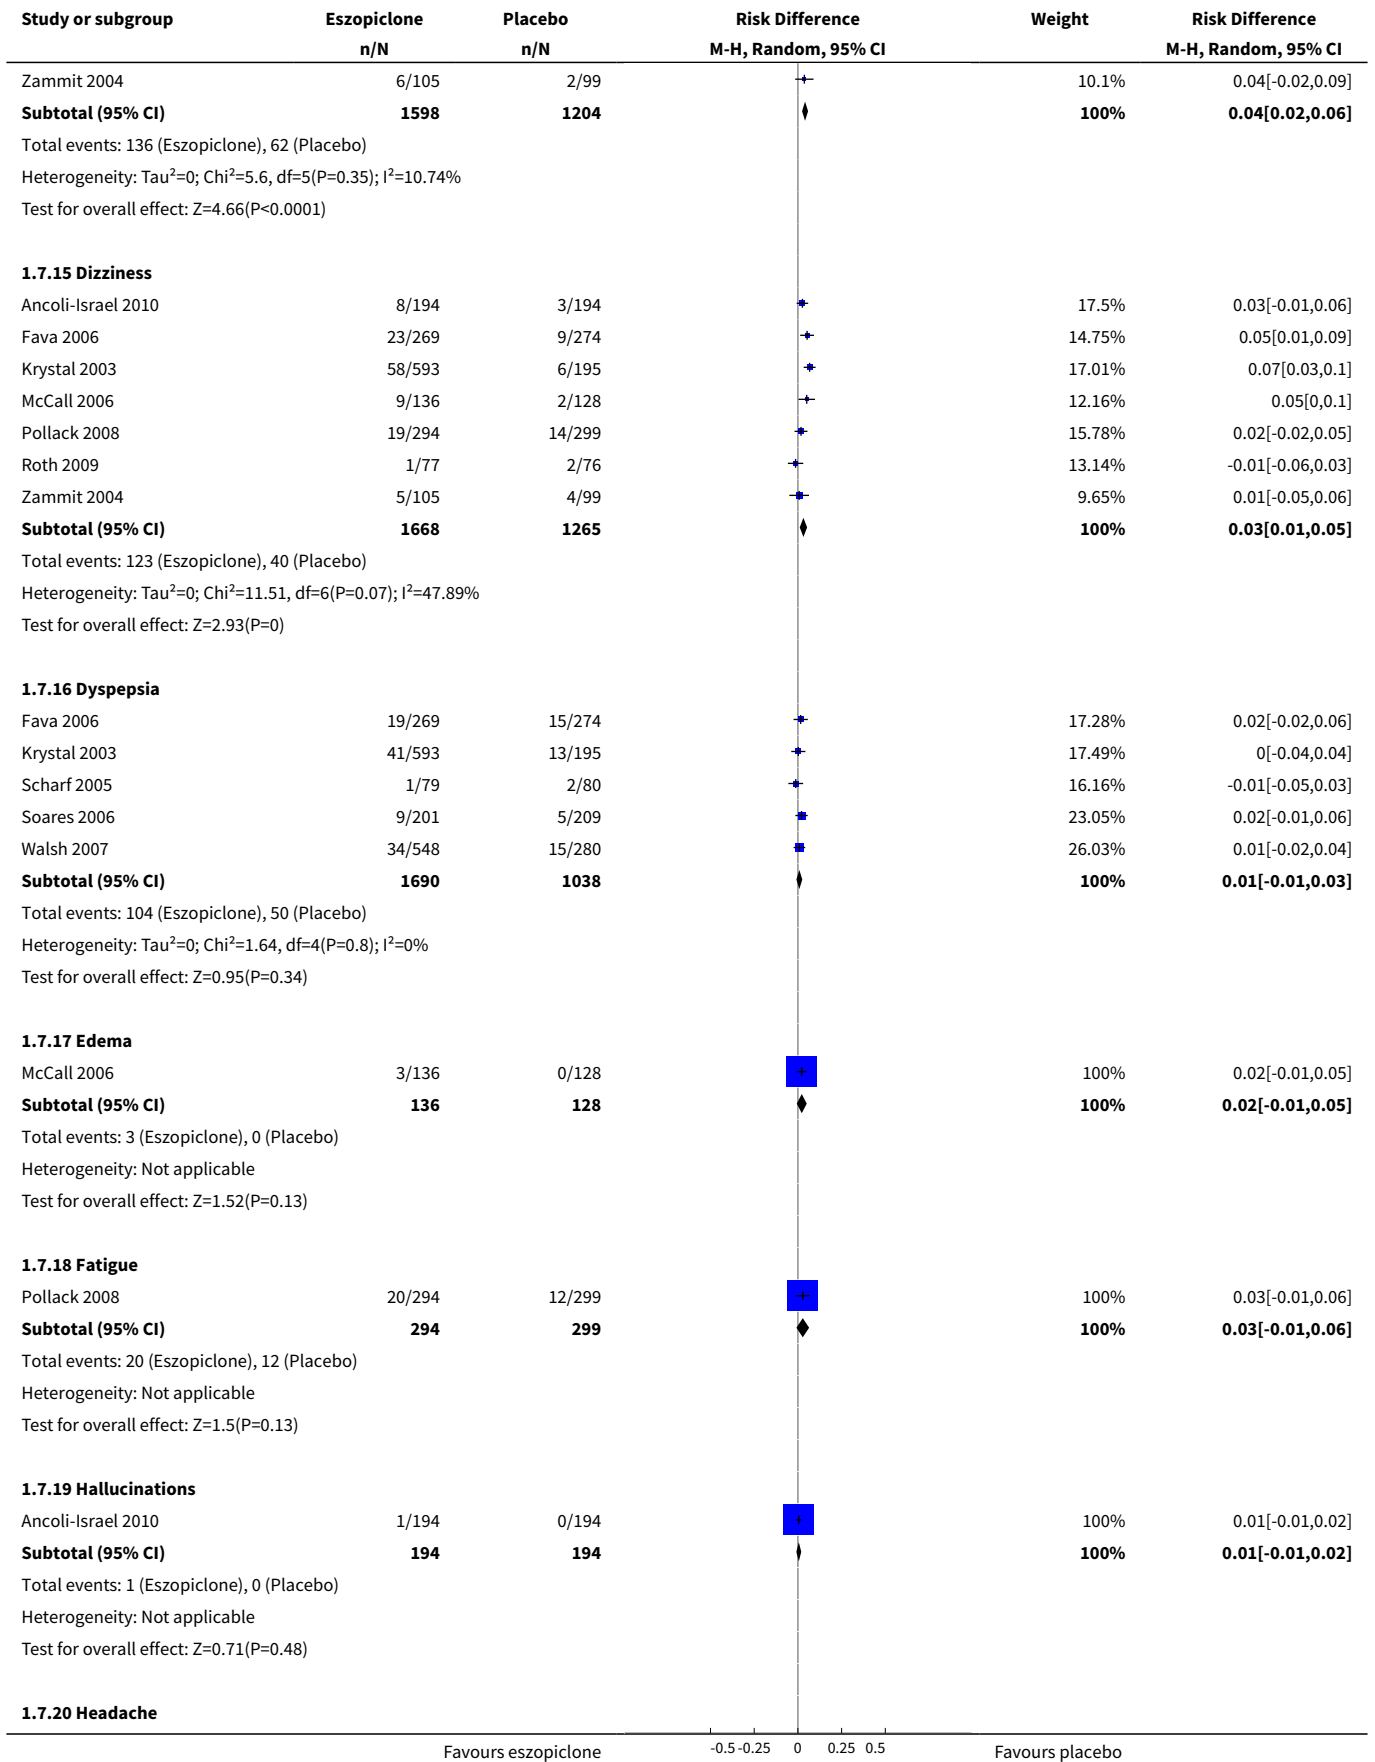 Study or subgroup Eszopiclone Placebo Risk Difference Weight Risk Difference
n/N n/N M-H, Random, 95% CI M-H, Random, 95% CI
Zammit 2004 6/105 2/99 10.1% 0.04[-0.02,0.09]
Subtotal (95% CI) 1598 1204 100% 0.04[0.02,0.06]
Total events: 136 (Eszopiclone), 62 (Placebo)
Heterogeneity: Tau²=0; Chi²=5.6, df=5(P=0.35); I²=10.74%
Test for overall effect: Z=4.66(P<0.0001)
1.7.15 Dizziness
Ancoli-Israel 2010 8/194 3/194 17.5% 0.03[-0.01,0.06]
Fava 2006 23/269 9/274 14.75% 0.05[0.01,0.09]
Krystal 2003 58/593 6/195 17.01% 0.07[0.03,0.1]
McCall 2006 9/136 2/128 12.16% 0.05[0,0.1]
Pollack 2008 19/294 14/299 15.78% 0.02[-0.02,0.05]
Roth 2009 1/77 2/76 13.14% -0.01[-0.06,0.03]
Zammit 2004 5/105 4/99 9.65% 0.01[-0.05,0.06]
Subtotal (95% CI) 1668 1265 100% 0.03[0.01,0.05]
Total events: 123 (Eszopiclone), 40 (Placebo)
Heterogeneity: Tau²=0; Chi²=11.51, df=6(P=0.07); I²=47.89%
Test for overall effect: Z=2.93(P=0)
1.7.16 Dyspepsia
Fava 2006 19/269 15/274 17.28% 0.02[-0.02,0.06]
Krystal 2003 41/593 13/195 17.49% 0[-0.04,0.04]
Scharf 2005 1/79 2/80 16.16% -0.01[-0.05,0.03]
Soares 2006 9/201 5/209 23.05% 0.02[-0.01,0.06]
Walsh 2007 34/548 15/280 26.03% 0.01[-0.02,0.04]
Subtotal (95% CI) 1690 1038 100% 0.01[-0.01,0.03]
Total events: 104 (Eszopiclone), 50 (Placebo)
Heterogeneity: Tau²=0; Chi²=1.64, df=4(P=0.8); I²=0%
Test for overall effect: Z=0.95(P=0.34)
1.7.17 Edema
McCall 2006 3/136 0/128 100% 0.02[-0.01,0.05]
Subtotal (95% CI) 136 128 100% 0.02[-0.01,0.05]
Total events: 3 (Eszopiclone), 0 (Placebo)
Heterogeneity: Not applicable
Test for overall effect: Z=1.52(P=0.13)
1.7.18 Fatigue
Pollack 2008 20/294 12/299 100% 0.03[-0.01,0.06]
Subtotal (95% CI) 294 299 100% 0.03[-0.01,0.06]
Total events: 20 (Eszopiclone), 12 (Placebo)
Heterogeneity: Not applicable
Test for overall effect: Z=1.5(P=0.13)
1.7.19 Hallucinations
Ancoli-Israel 2010 1/194 0/194 100% 0.01[-0.01,0.02]
Subtotal (95% CI) 194 194 100% 0.01[-0.01,0.02]
Total events: 1 (Eszopiclone), 0 (Placebo)
Heterogeneity: Not applicable
Test for overall effect: Z=0.71(P=0.48)
1.7.20 Headache
Favours eszopiclone -0.5 -0.25 0 0.25 0.5 Favours placebo